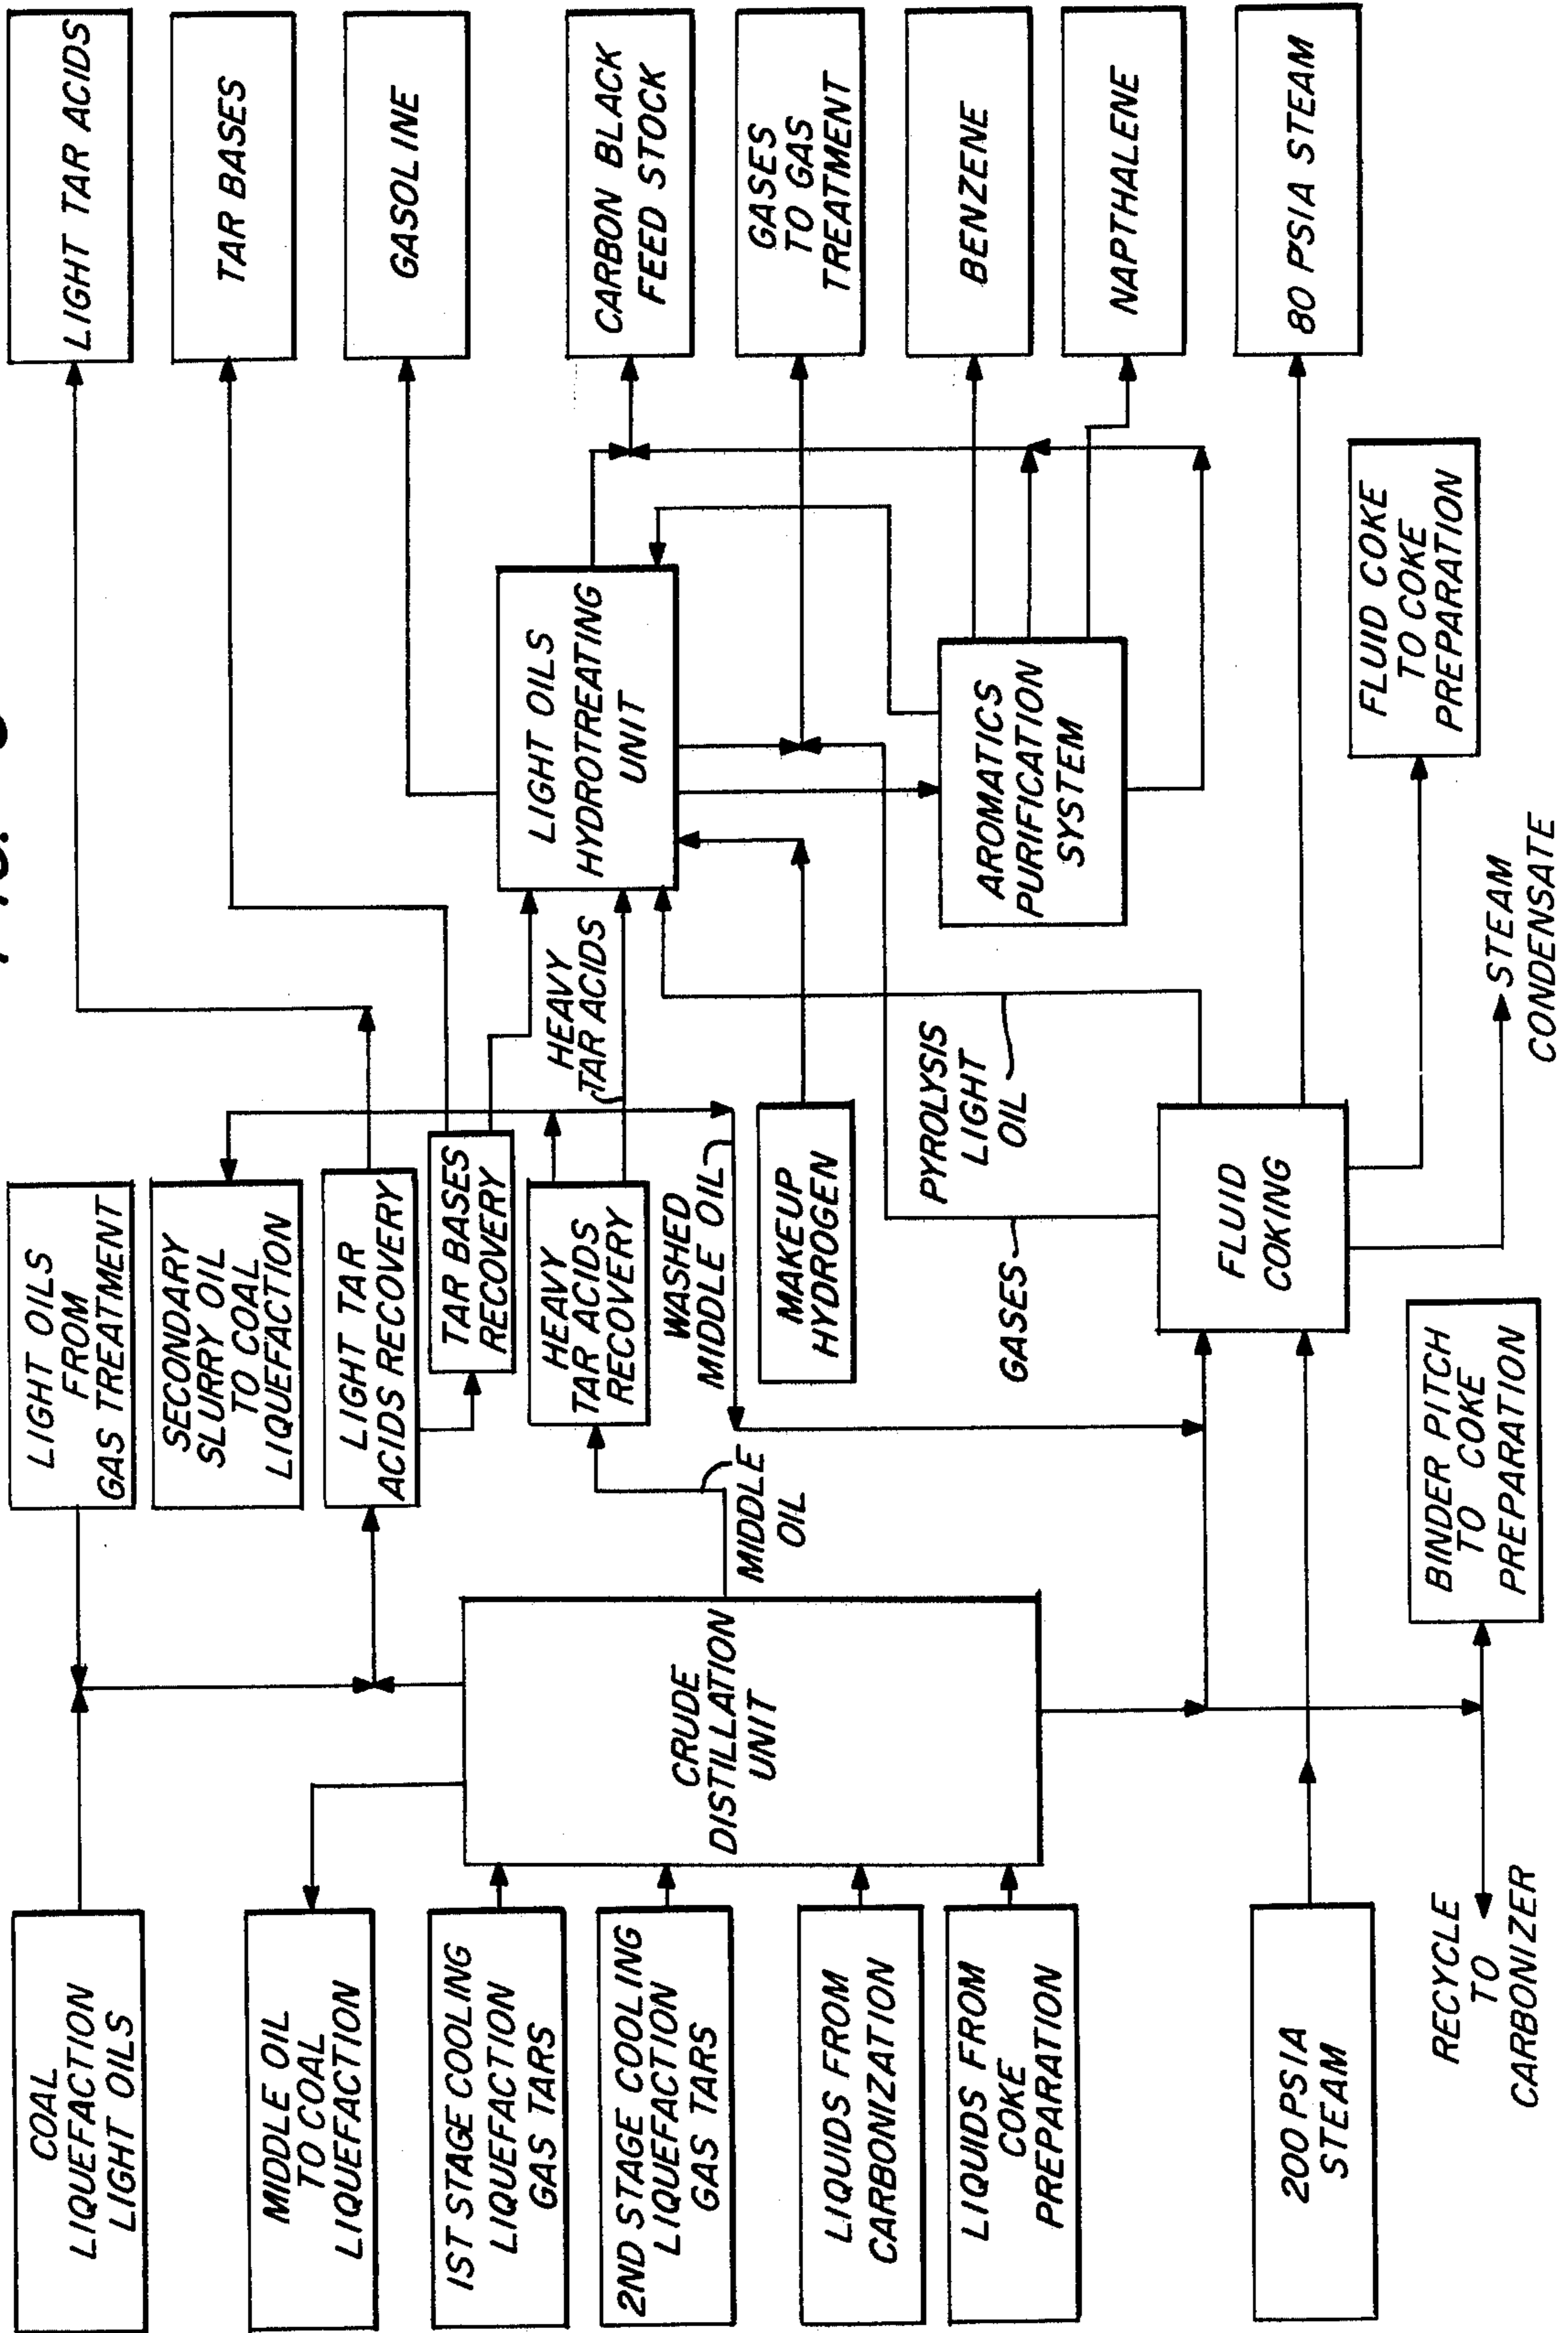 COAL
LIQUEFACTION
LIGHT OILS
MIDDLE OIL
TO COAL
LIQUEFACTION
1ST STAGE COOLING
LIQUEFACTION
GAS TARS
2ND STAGE COOLING
LIQUEFACTION
GAS TARS
LIQUIDS FROM
CARBONIZATION
LIQUIDS FROM
COKE
PREPARATION
200 PSIA
STEAM
RECYCLE
TO
CARBONIZER
CRUDE
DISTILLATION
UNIT
MIDDLE
OIL
BINDER PITCH
TO COKE
PREPARATION
LIGHT OILS
FROM
GAS TREATMENT
SECONDARY
SLURRY OIL
TO COAL
LIQUEFACTION
LIGHT TAR
ACIDS RECOVERY
TAR BASES
RECOVERY
HEAVY
TAR ACIDS
RECOVERY
WASHED
MIDDLE OIL
MAKEUP
HYDROGEN
GASES
FLUID
COKING
HEAVY
TAR ACIDS
PYROLYSIS
LIGHT
OIL
STEAM
CONDENSATE
LIGHT OILS
HYDROTREATING
UNIT
AROMATICS
PURIFICATION
SYSTEM
FLUID COKE
TO COKE
PREPARATION
LIGHT TAR ACIDS
TAR BASES
GASOLINE
CARBON BLACK
FEED STOCK
GASES
TO GAS
TREATMENT
BENZENE
NAPTHALENE
80 PSIA STEAM